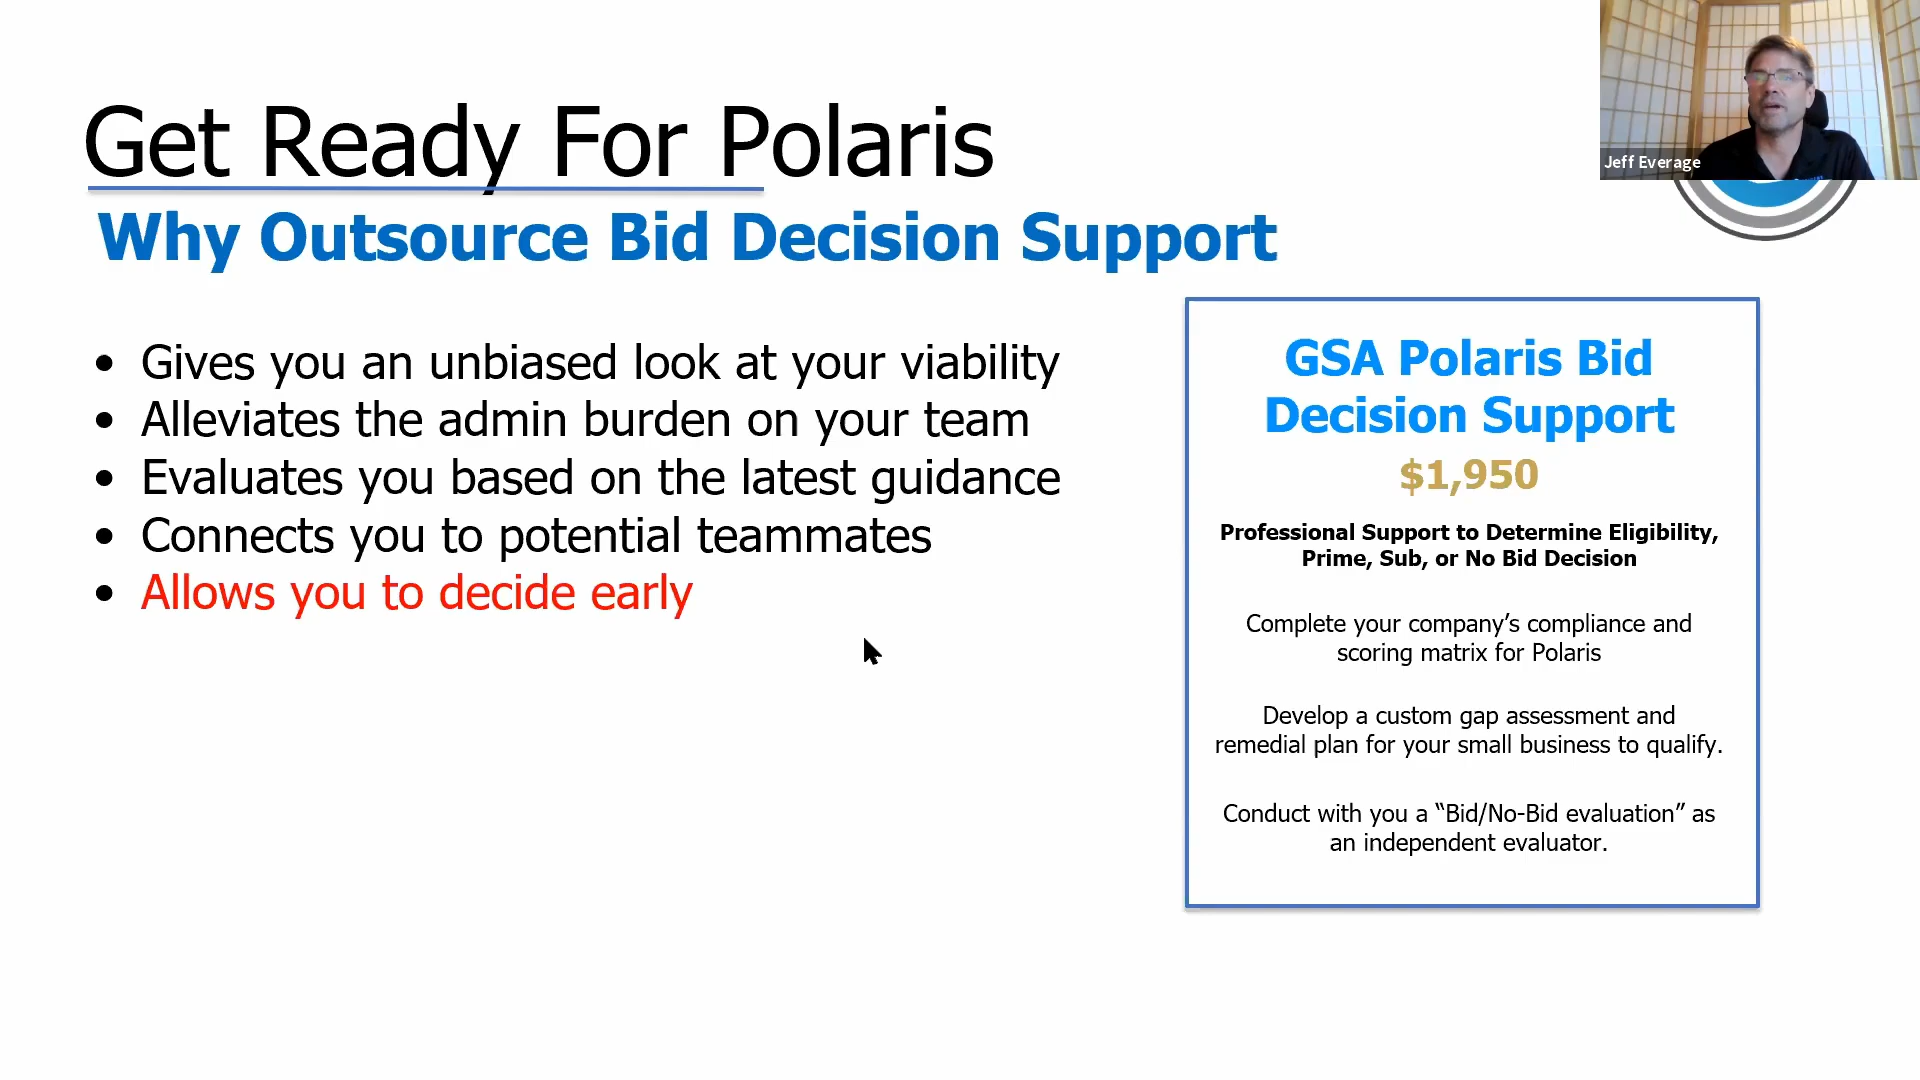 Get Ready For Polaris
Why Outsource Bid Decision Support
• Gives you an unbiased look at your viability
• Alleviates the admin burden on your team
• Evaluates you based on the latest guidance
• Connects you to potential teammates
• Allows you to decide early
GSA Polaris Bid
Decision Support
$1,950
Professional Support to Determine Eligibility,
Prime, Sub, or No Bid Decision
Complete your company’s compliance and
scoring matrix for Polaris
Develop a custom gap assessment and
remedial plan for your small business to qualify.
Conduct with you a “Bid/No-Bid evaluation” as
an independent evaluator.
Jeff Everage